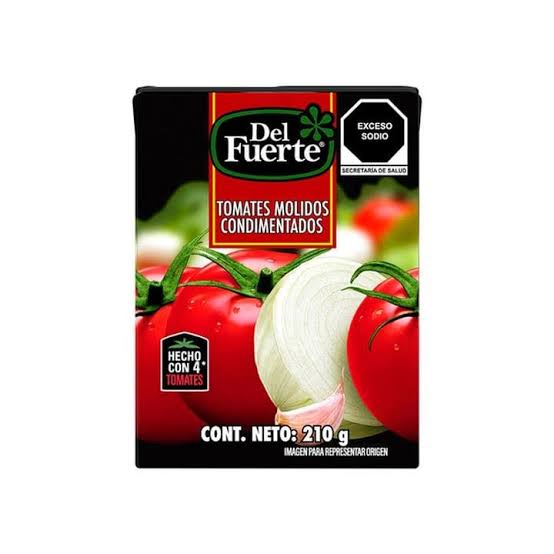 Del
Fuerte®
TOMATES MOLIDOS
CONDIMENTADOS
EXCESO
SODIO
SECRETARÍA DE SALUD
HECHO
CON 4*
TOMATES
CONT. NETO: 210 g
IMAGEN PARA REPRESENTAR ORIGEN